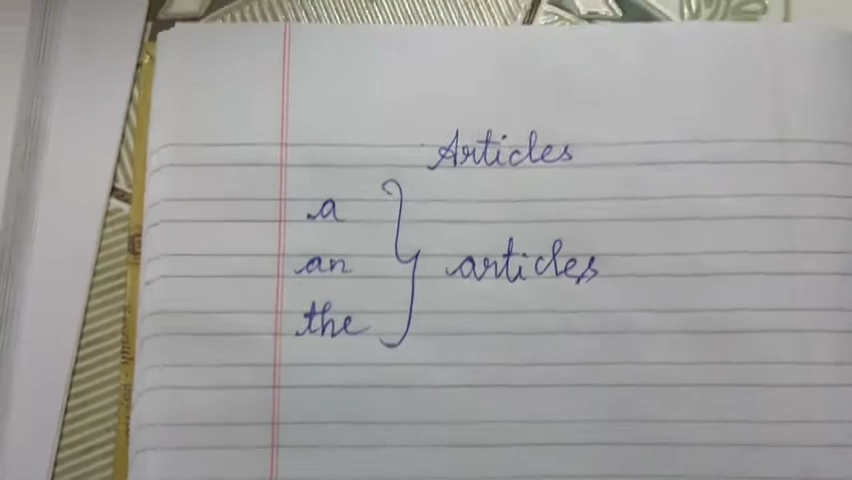 Articles
a
an } articles
the